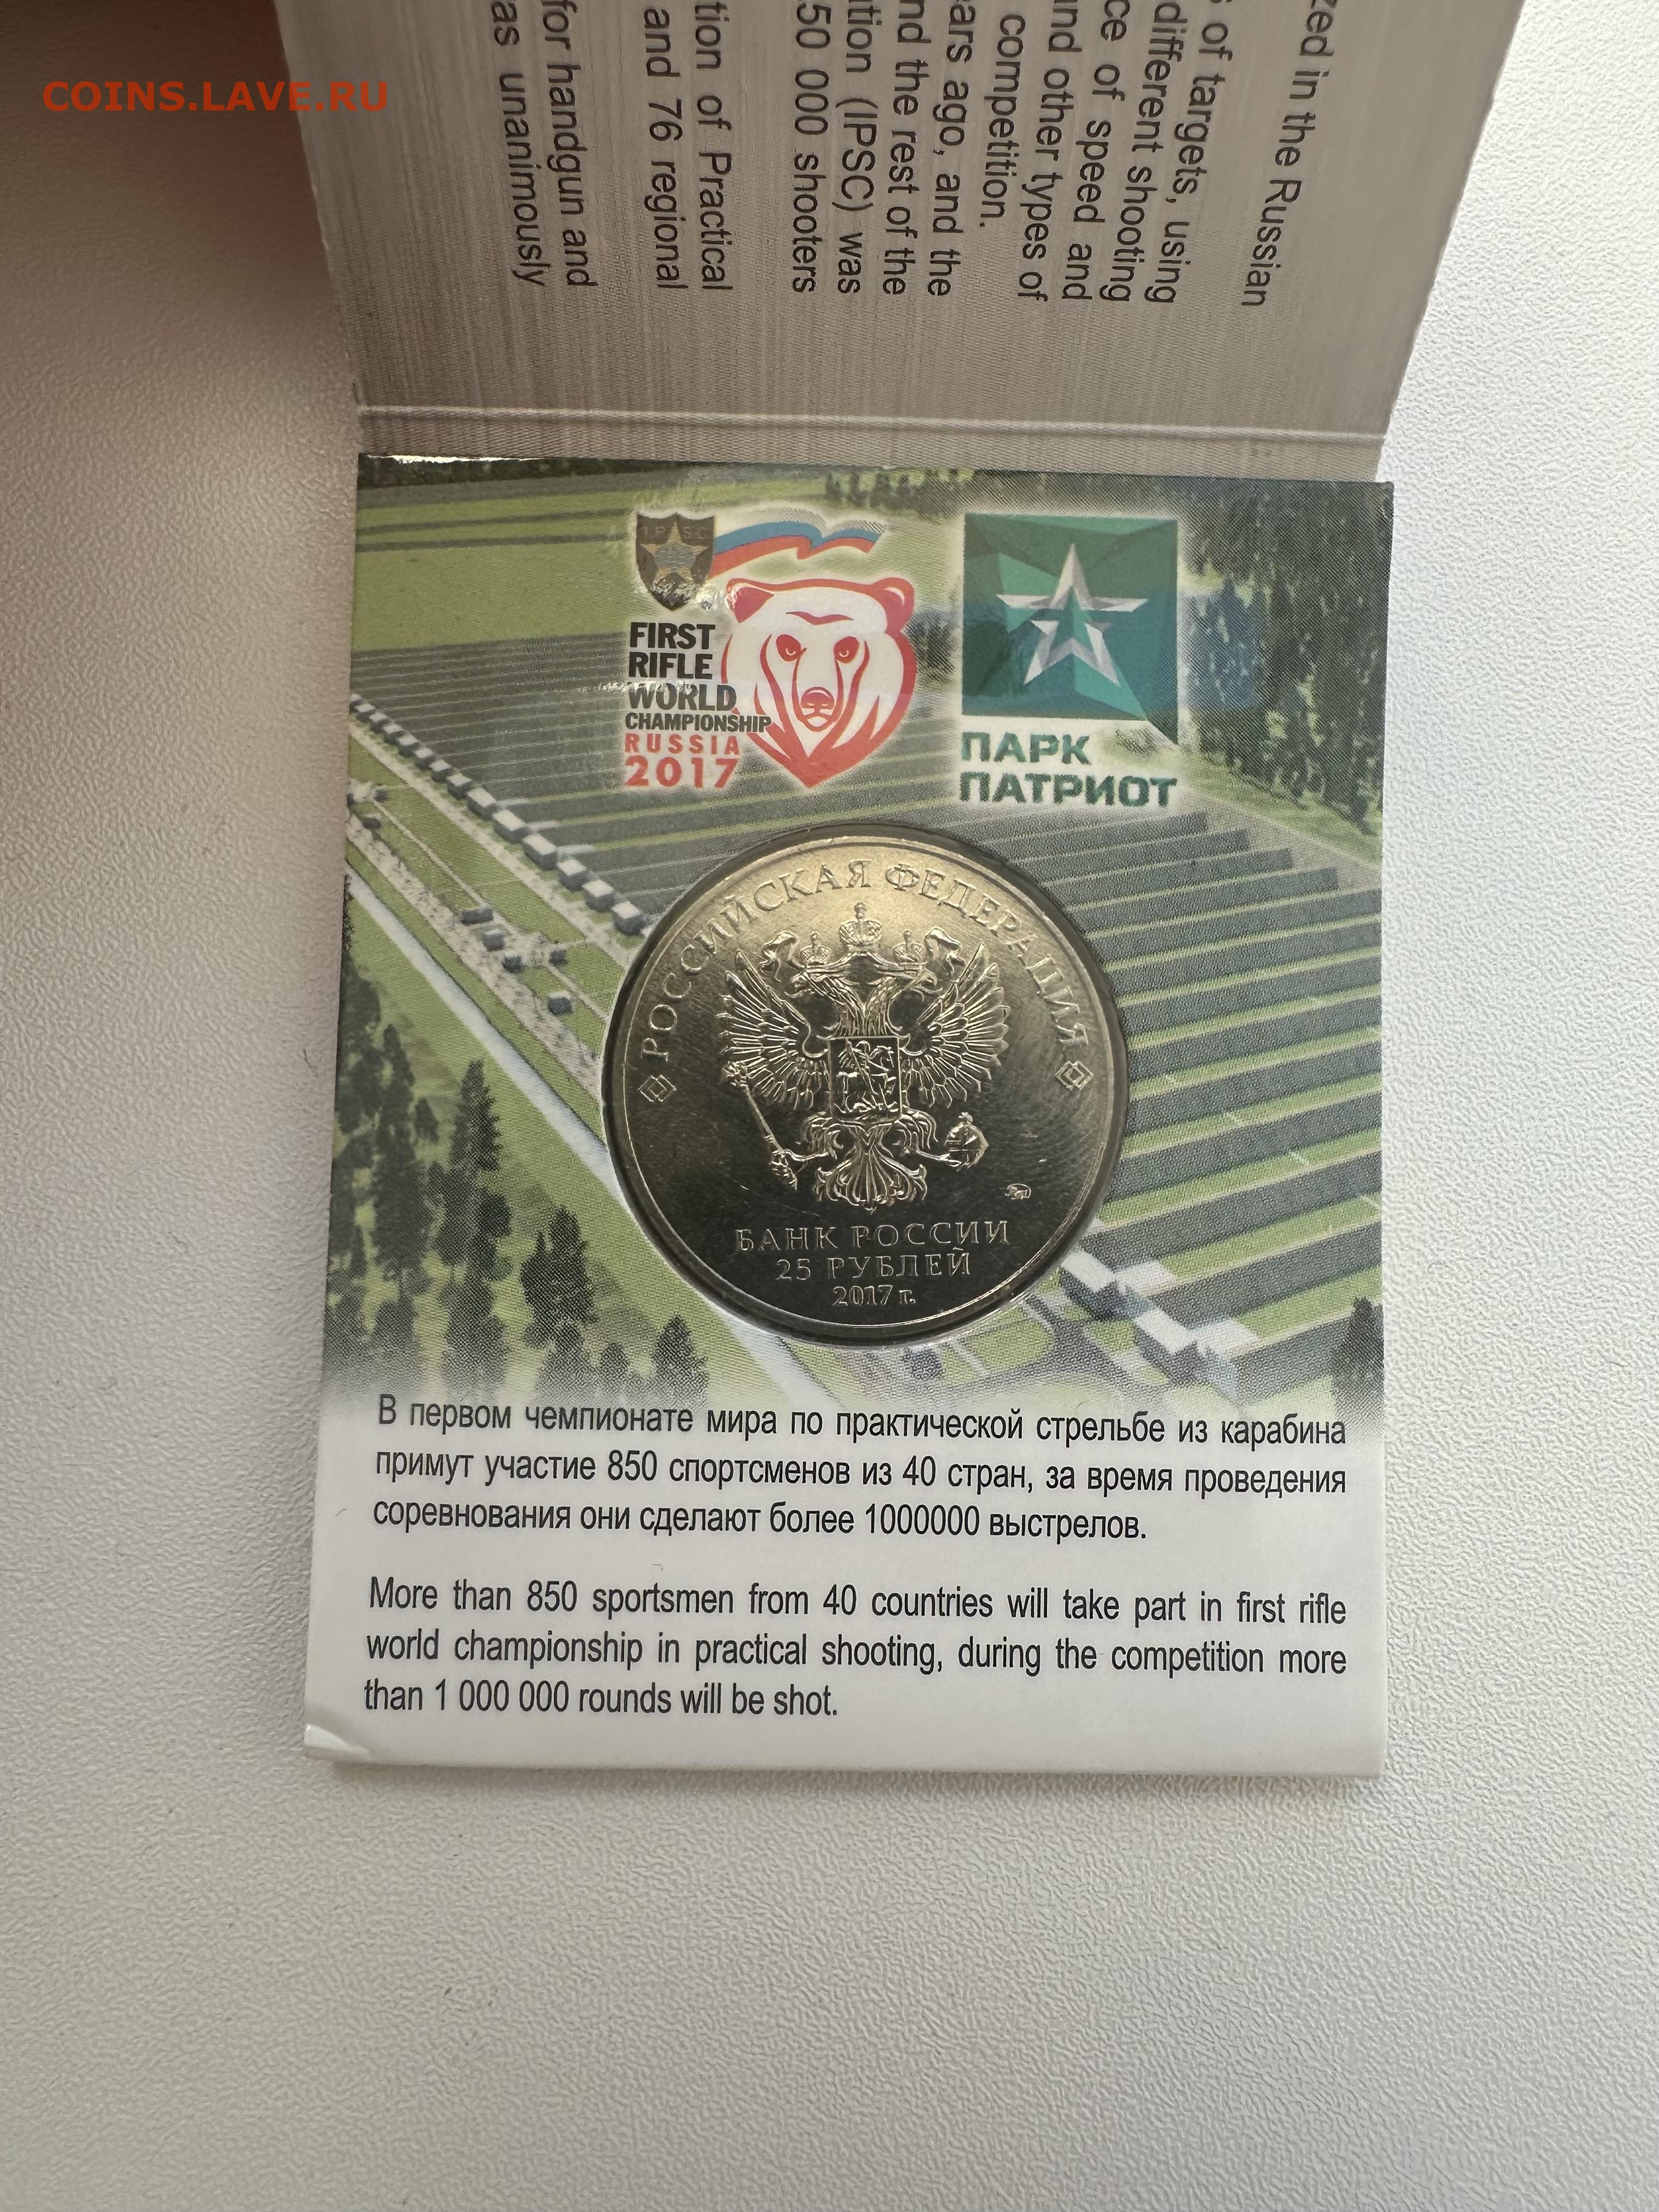 COINS.LAVE.RU
zed in the Russian
of targets, using
different shooting
ce of speed and
nd other types of
competition.
ears ago, and the
nd the rest of the
ation (IPSC) was
50 000 shooters
tion of Practical
and 76 regional
for handgun and
as unanimously
IPSC
FIRST
RIFLE
WORLD
CHAMPIONSHIP
RUSSIA
2017
ПАРК
ПАТРИОТ
РОССИЙСКАЯ ФЕДЕРАЦИЯ
БАНК РОССИИ
25 РУБЛЕЙ
2017 г.
В первом чемпионате мира по практической стрельбе из карабина
примут участие 850 спортсменов из 40 стран, за время проведения
соревнования они сделают более 1000000 выстрелов.
More than 850 sportsmen from 40 countries will take part in first rifle
world championship in practical shooting, during the competition more
than 1 000 000 rounds will be shot.